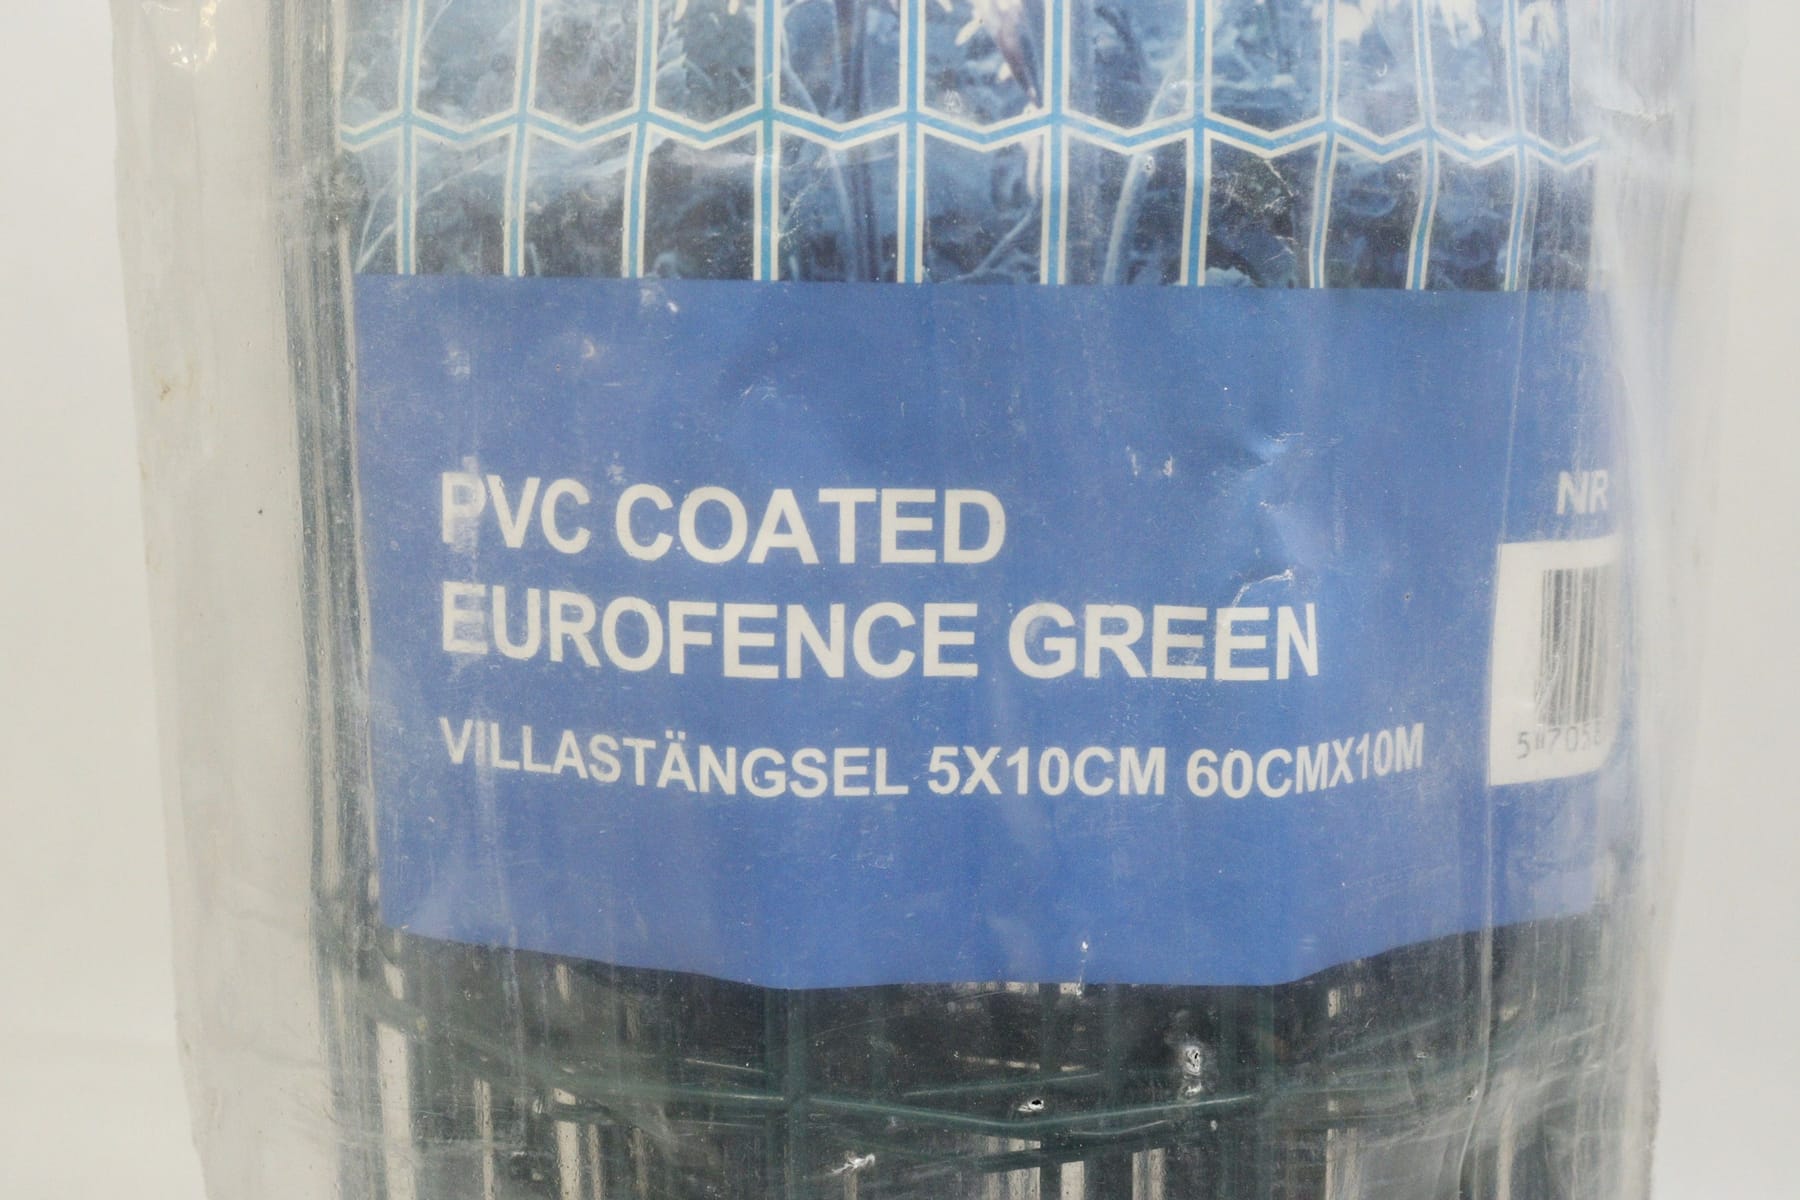 PVC COATED
EUROFENCE GREEN
VILLASTÄNGSEL 5X10CM 60CMX10M
NR